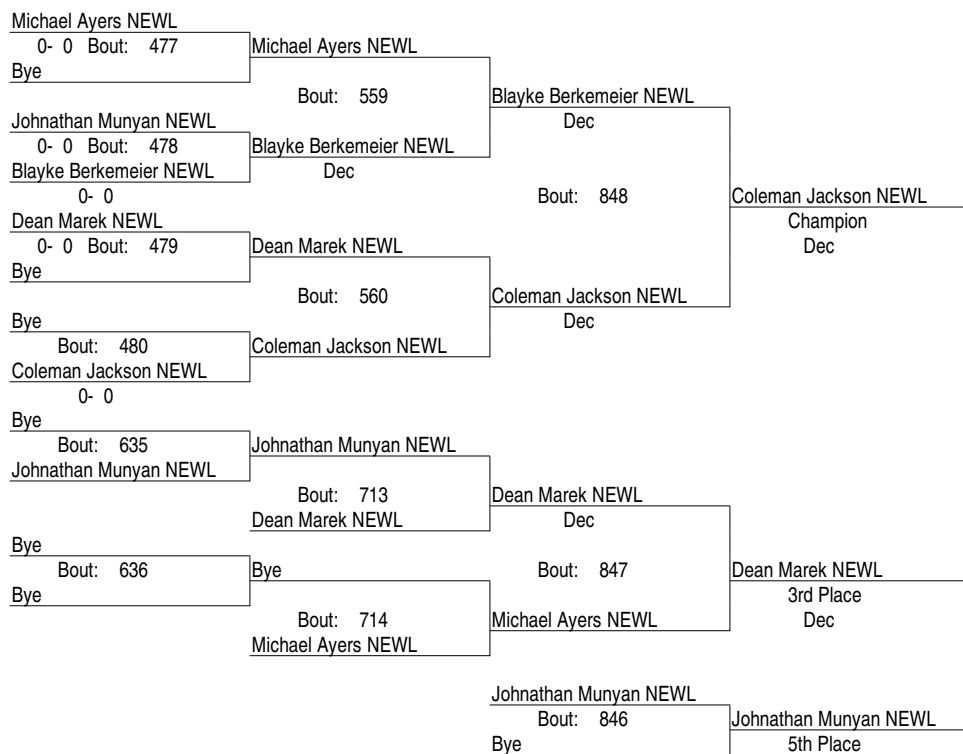 Michael Ayers NEWL
0- 0 Bout: 477
Michael Ayers NEWL
Bye
Bout: 559
Blayke Berkemeier NEWL
Johnathan Munyan NEWL
Dec
0- 0 Bout: 478
Blayke Berkemeier NEWL
Blayke Berkemeier NEWL
Dec
0- 0
Bout: 848
Coleman Jackson NEWL
Dean Marek NEWL
Champion
0- 0 Bout: 479
Dean Marek NEWL
Dec
Bye
Bout: 560
Coleman Jackson NEWL
Bye
Dec
Bout: 480
Coleman Jackson NEWL
Coleman Jackson NEWL
0- 0
Bye
Bout: 635
Johnathan Munyan NEWL
Johnathan Munyan NEWL
Bout: 713
Dean Marek NEWL
Dean Marek NEWL
Dec
Bye
Bout: 636
Bye
Bout: 847
Dean Marek NEWL
Bye
3rd Place
Bout: 714
Michael Ayers NEWL
Dec
Michael Ayers NEWL
Johnathan Munyan NEWL
Bout: 846
Johnathan Munyan NEWL
Bye
5th Place